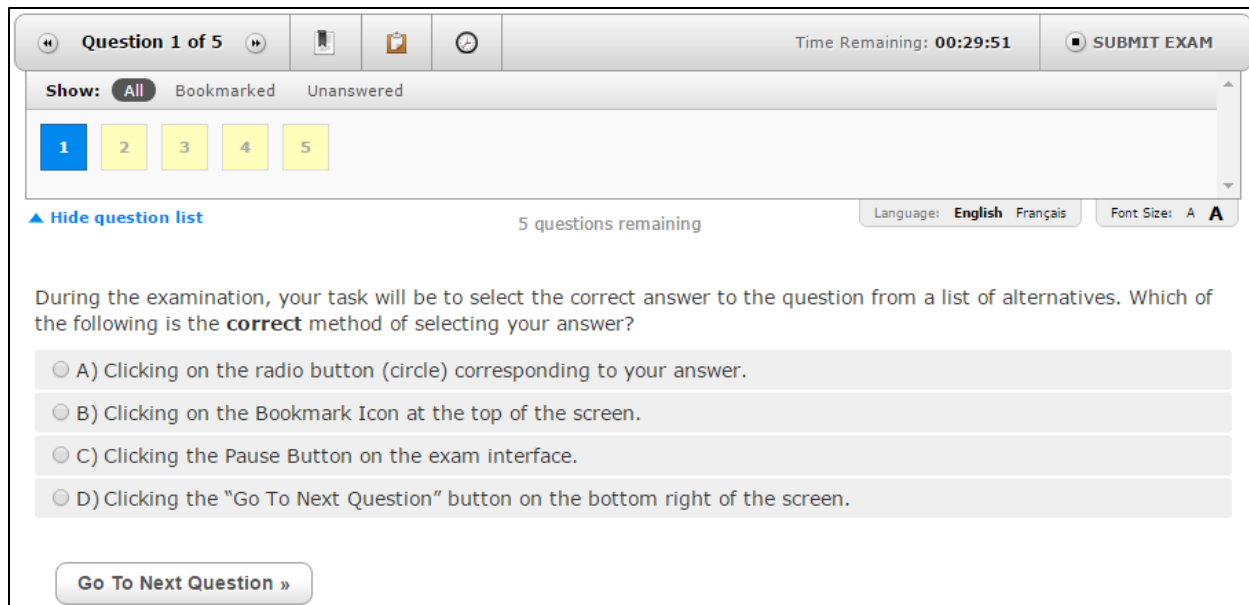 Question 1 of 5
Time Remaining: 00:29:51
SUBMIT EXAM
Show: All Bookmarked Unanswered
1 2 3 4 5
Hide question list
5 questions remaining
Language: English Français
Font Size: A A
During the examination, your task will be to select the correct answer to the question from a list of alternatives. Which of
the following is the correct method of selecting your answer?
A) Clicking on the radio button (circle) corresponding to your answer.
B) Clicking on the Bookmark Icon at the top of the screen.
C) Clicking the Pause Button on the exam interface.
D) Clicking the “Go To Next Question” button on the bottom right of the screen.
Go To Next Question »